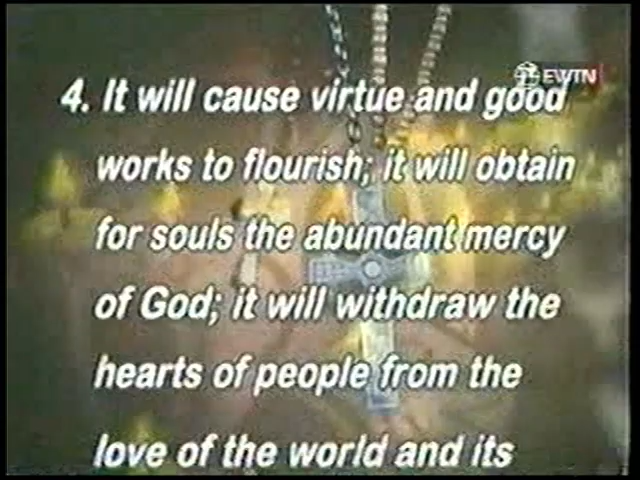 EWTN
4. It will cause virtue and good
works to flourish; it will obtain
for souls the abundant mercy
of God; it will withdraw the
hearts of people from the
love of the world and its